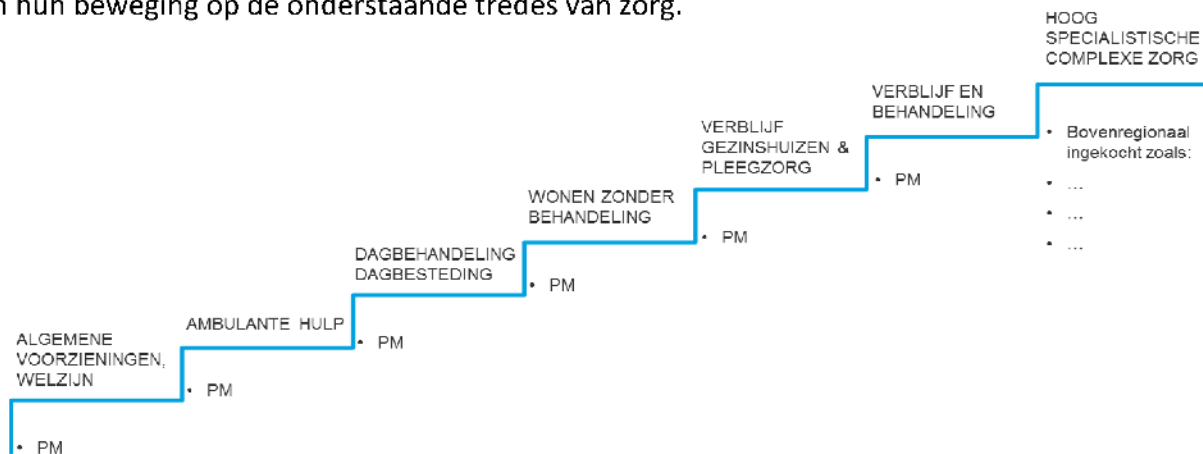 hun beweging op de onderstaande tredes van zorg.
HOOG
SPECIALISTISCHE
COMPLEXE ZORG
• Bovenregionaal
ingekocht zoals:
• ...
• ...
• ...
VERBLIJF EN
BEHANDELING
• PM
VERBLIJF
GEZINSHUIZEN &
PLEEGZORG
• PM
WONEN ZONDER
BEHANDELING
• PM
DAGBEHANDELING
DAGBESTEDING
• PM
AMBULANTE HULP
• PM
ALGEMENE
VOORZIENINGEN,
WELZIJN
• PM